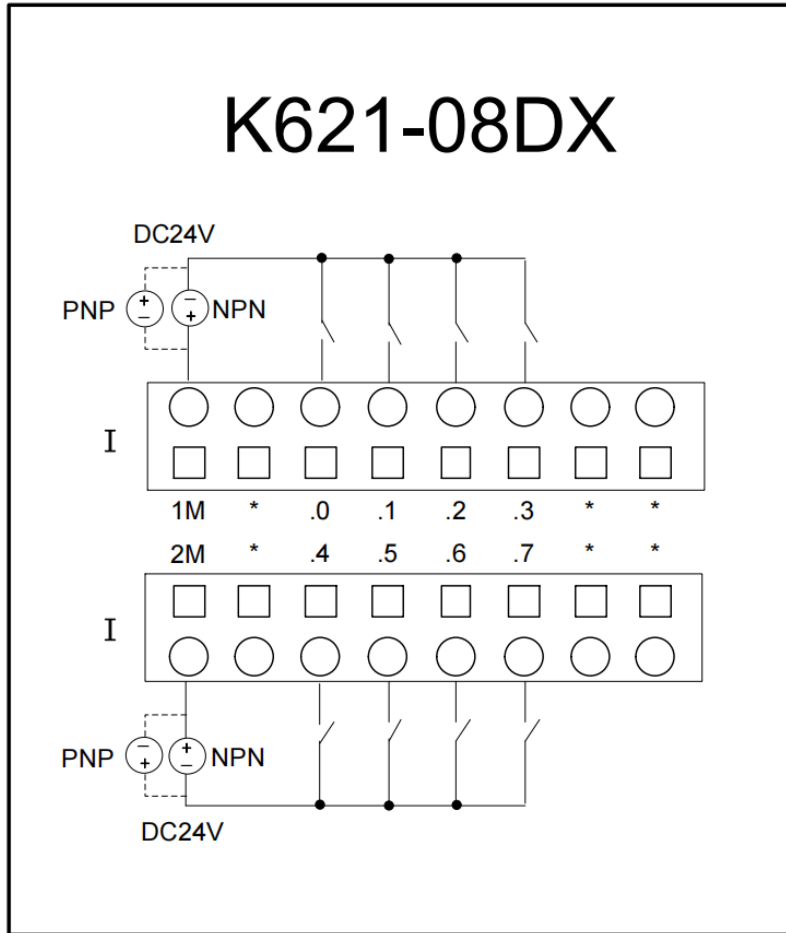 K621-08DX
DC24V
PNP + − − + NPN
I
1M * .0 .1 .2 .3 * *
2M * .4 .5 .6 .7 * *
I
PNP − + + − NPN
DC24V